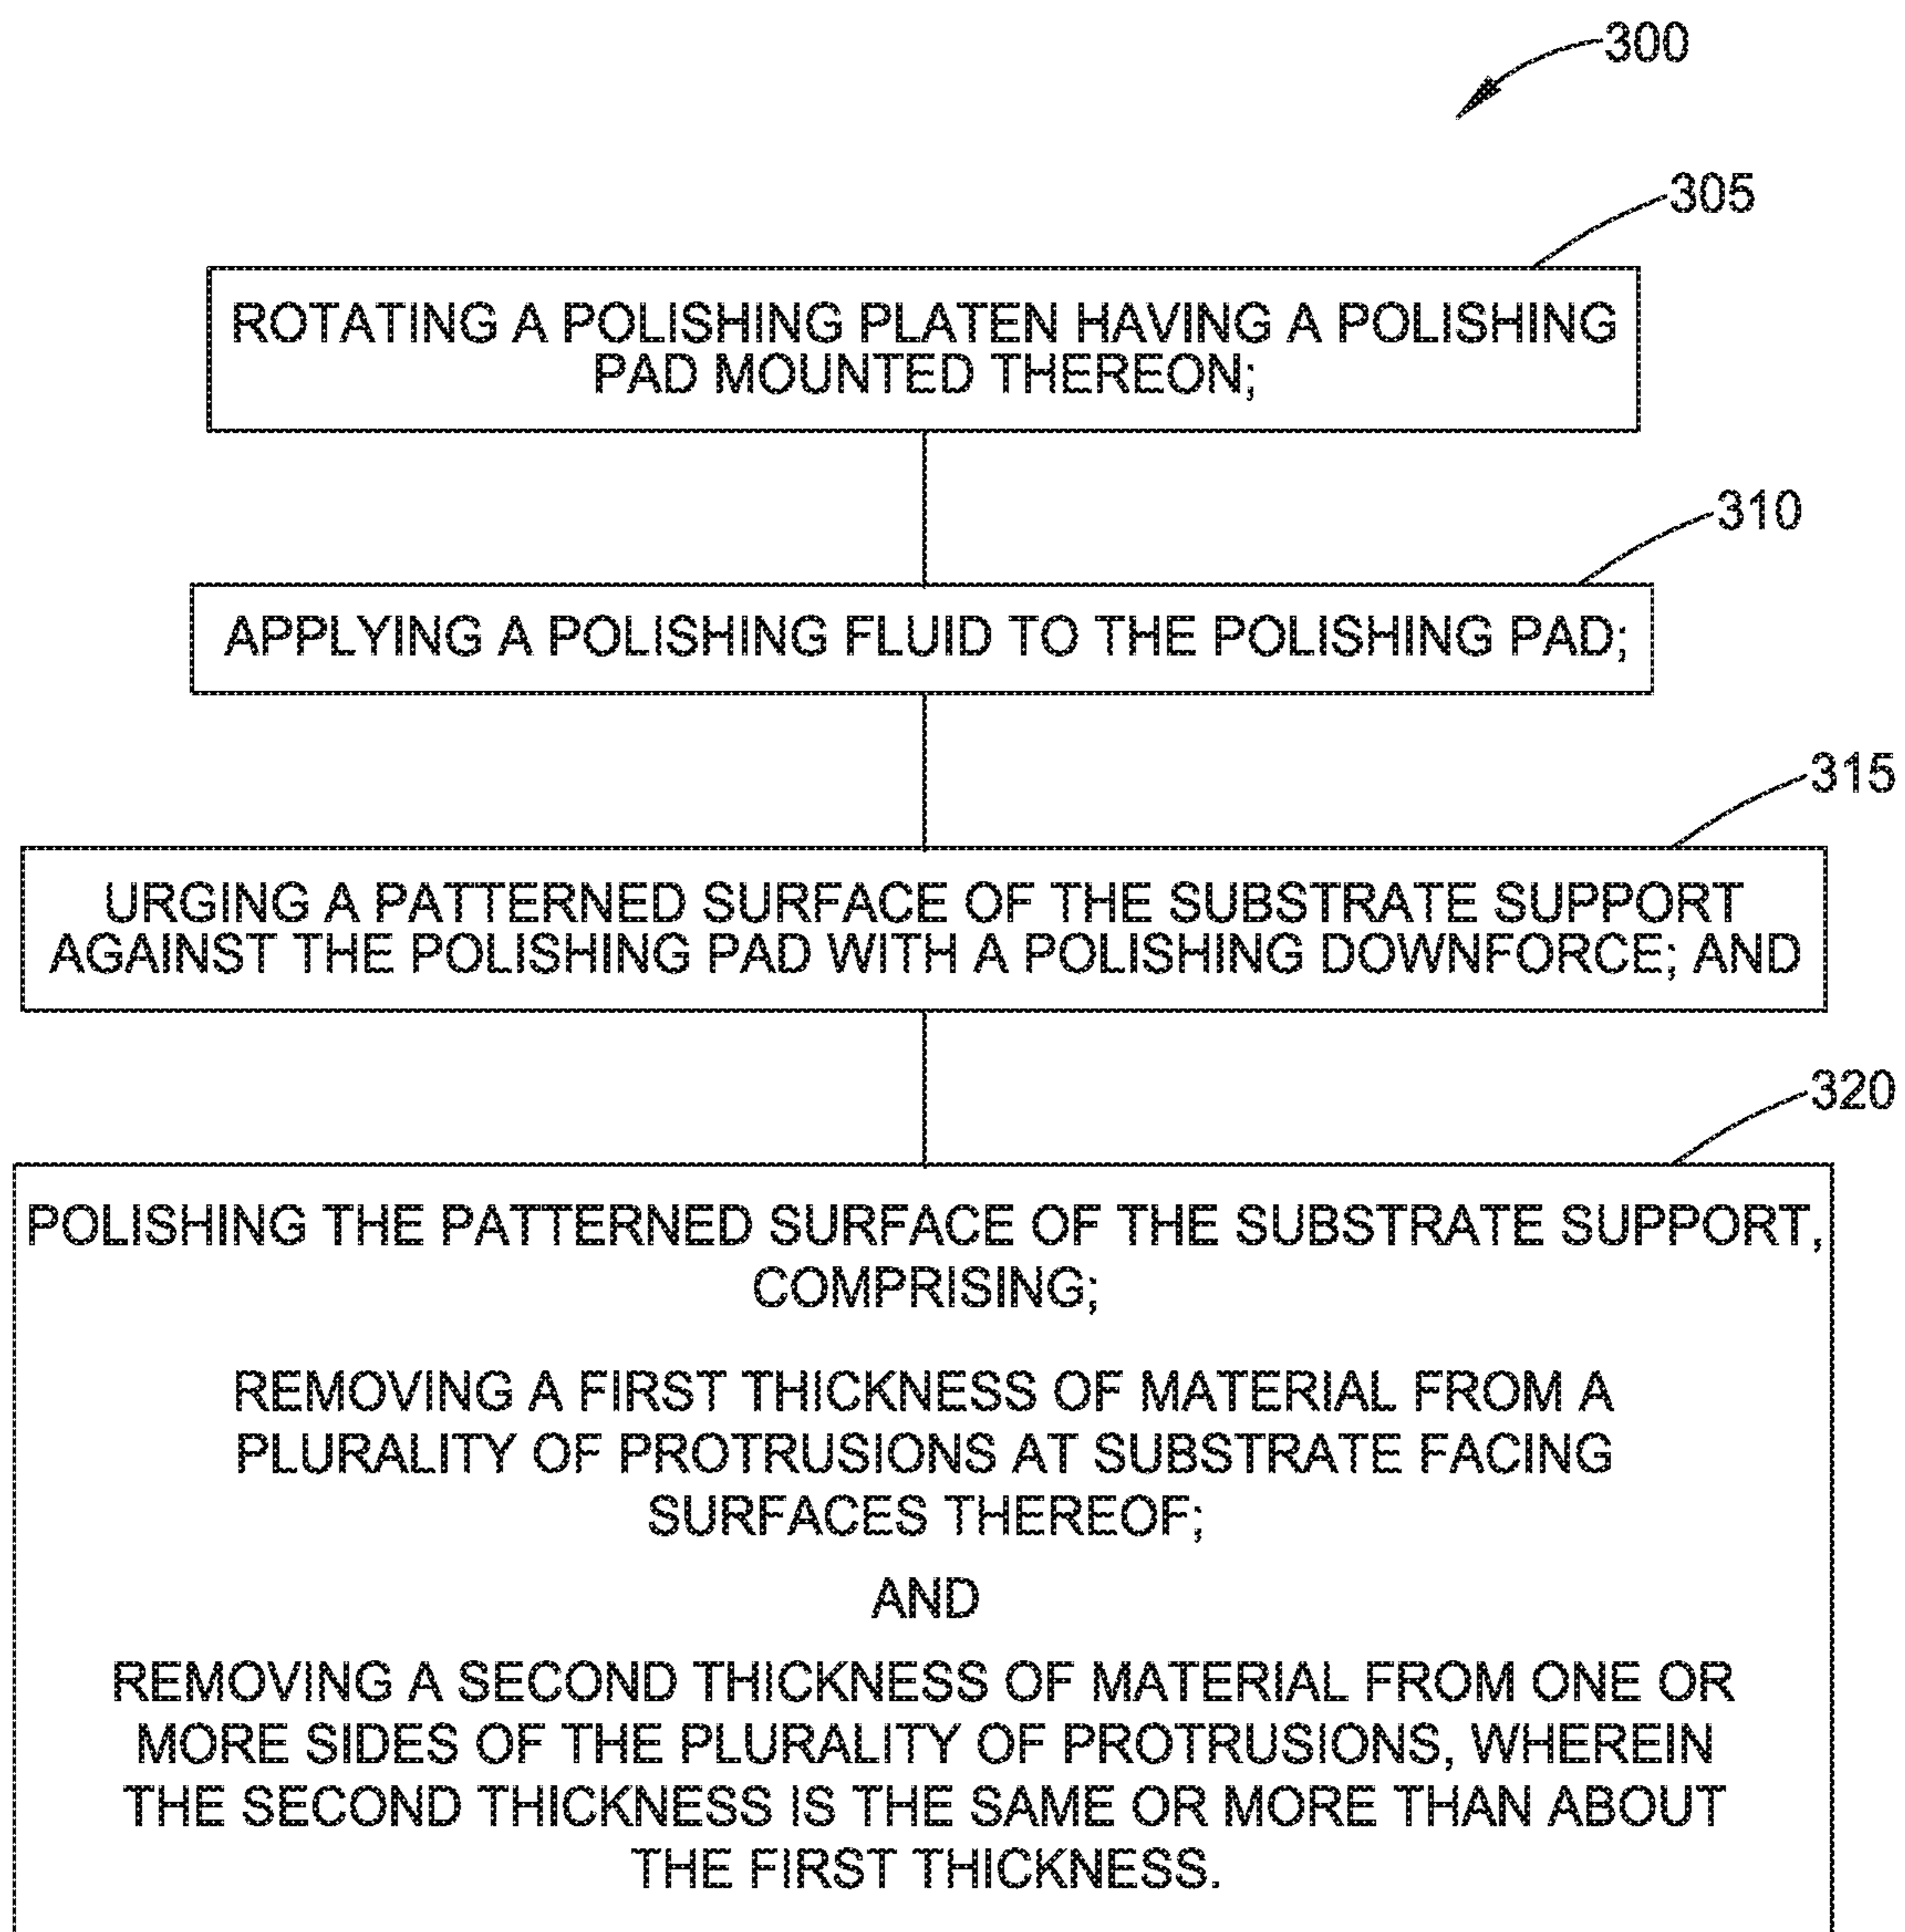 300
305
ROTATING A POLISHING PLATEN HAVING A POLISHING
PAD MOUNTED THEREON;
310
APPLYING A POLISHING FLUID TO THE POLISHING PAD;
315
URGING A PATTERNED SURFACE OF THE SUBSTRATE SUPPORT
AGAINST THE POLISHING PAD WITH A POLISHING DOWNFORCE; AND
320
POLISHING THE PATTERNED SURFACE OF THE SUBSTRATE SUPPORT,
COMPRISING;
REMOVING A FIRST THICKNESS OF MATERIAL FROM A
PLURALITY OF PROTRUSIONS AT SUBSTRATE FACING
SURFACES THEREOF;
AND
REMOVING A SECOND THICKNESS OF MATERIAL FROM ONE OR
MORE SIDES OF THE PLURALITY OF PROTRUSIONS, WHEREIN
THE SECOND THICKNESS IS THE SAME OR MORE THAN ABOUT
THE FIRST THICKNESS.